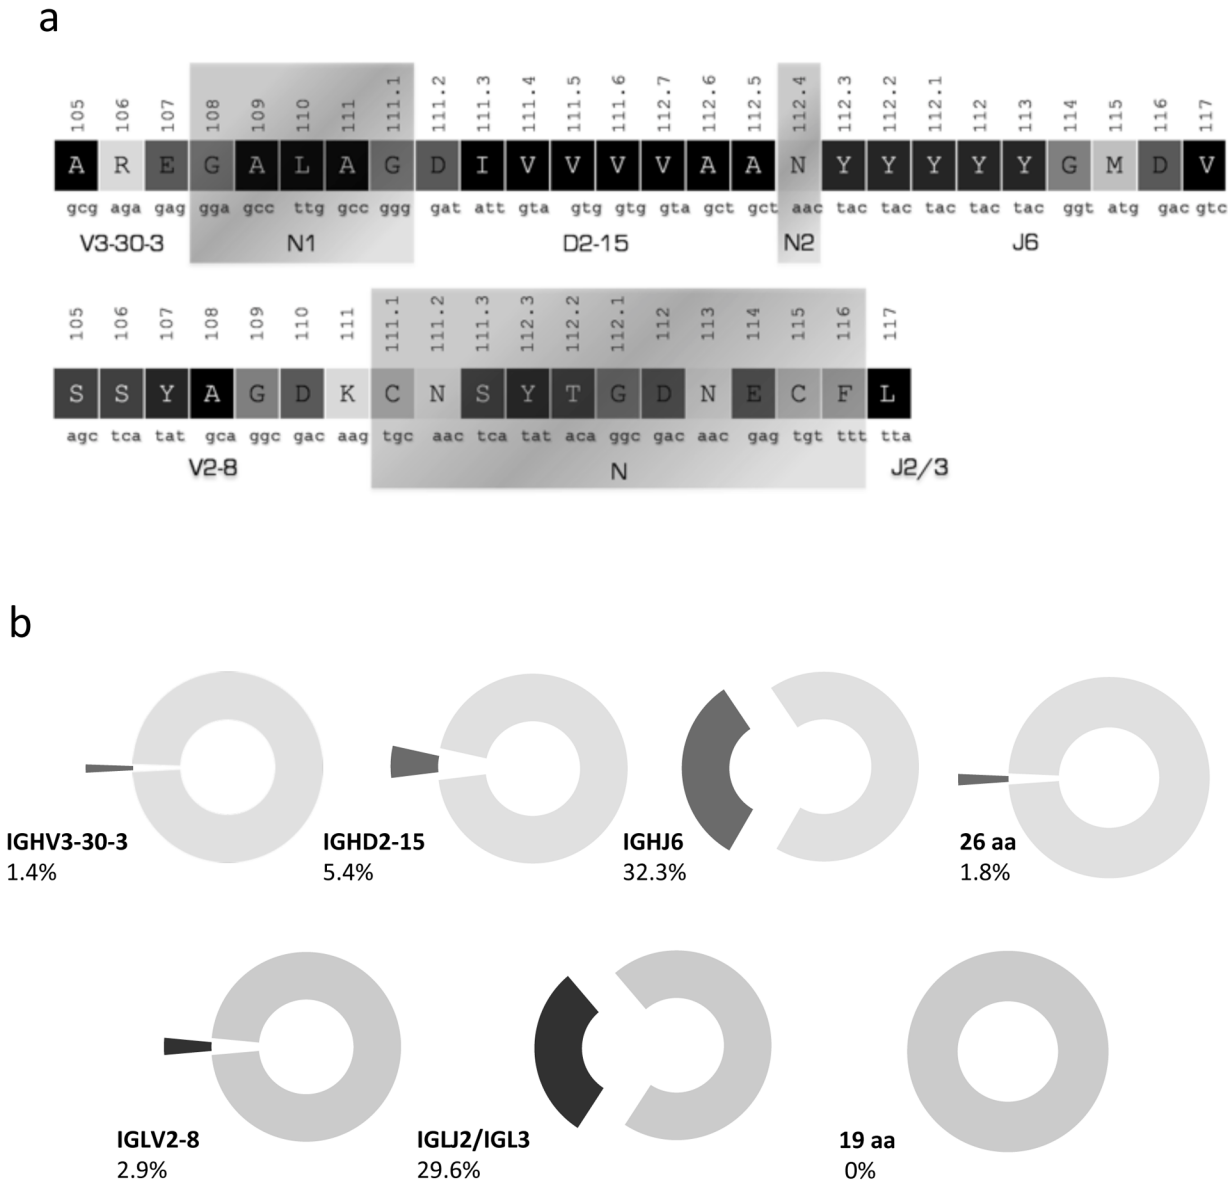 a
105 106 107 108 109 110 111 111.1 111.2 111.3 111.4 111.5 111.6 112.7 112.6 112.5 112.4 112.3 112.2 112.1 112 113 114 115 116 117
A R E G A L A G D I V V V V A A N Y Y Y Y Y G M D V
gcg aga gag gga gcc ttg gcc ggg gat att gta gtg gtg gta gct gct aac tac tac tac tac tac ggt atg gac gtc
V3-30-3 N1 D2-15 N2 J6
105 106 107 108 109 110 111 111.1 111.2 111.3 112.3 112.2 112.1 112 113 114 115 116 117
S S Y A G D K C N S Y T G D N E C F L
agc tca tat gca ggc gac aag tgc aac tca tat aca ggc gac aac gag tgt ttt tta
V2-8 N J2/3
b
IGHV3-30-3 IGHD2-15 IGHJ6 26 aa
1.4% 5.4% 32.3% 1.8%
IGLV2-8 IGLJ2/IGL3 19 aa
2.9% 29.6% 0%